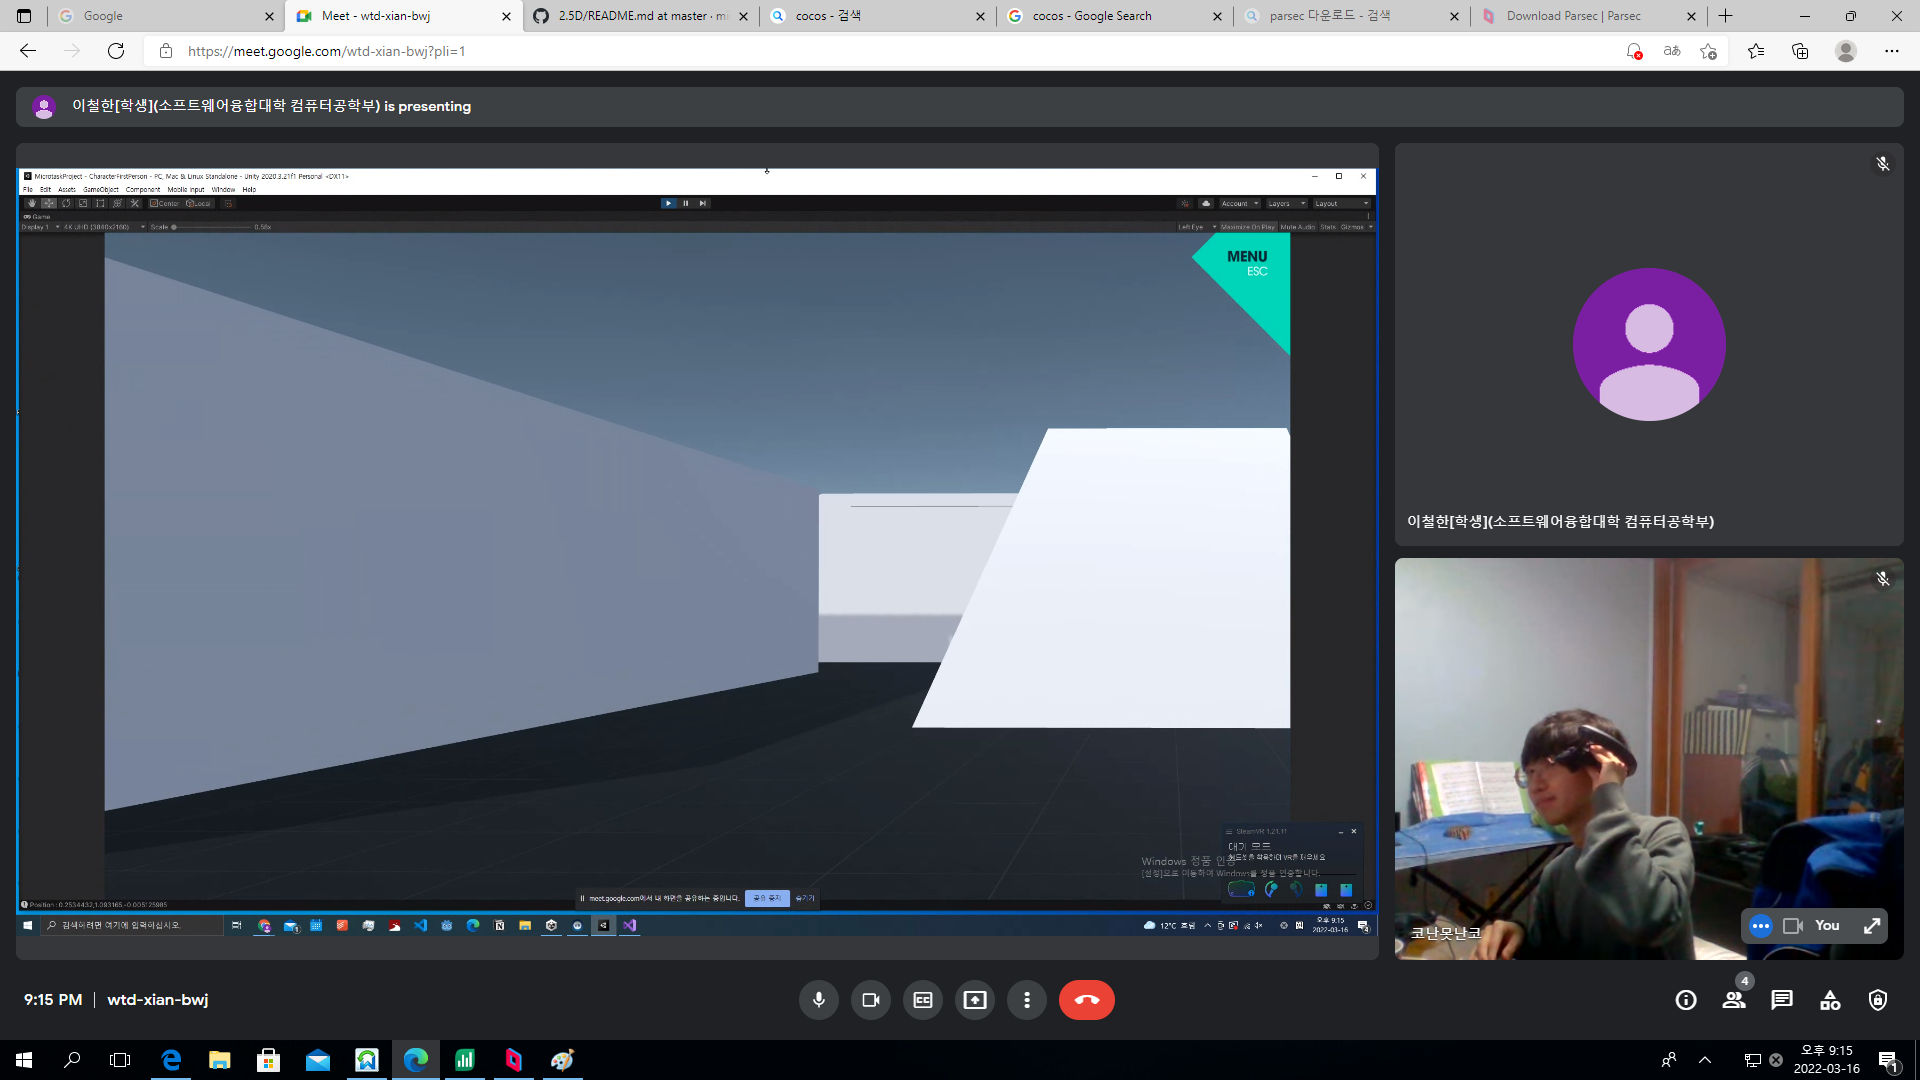 Google
Meet - wtd-xian-bwj
2.5D/README.md at master · mi
cocos - 검색
cocos - Google Search
parsec 다운로드 - 검색
Download Parsec | Parsec
https://meet.google.com/wtd-xian-bwj?pli=1
이철한[학생](소프트웨어융합대학 컴퓨터공학부) is presenting
MicrotaskProject - CharacterFirstPerson - PC, Mac & Linux Standalone - Unity 2020.3.21f1 Personal <DX11>
File Edit Assets GameObject Component Mobile Input Window Help
Center Local Account Layers Layout
Game
Display 1 4K UHD (3840x2160) Scale 0.58x Left Eye Maximize On Play Mute Audio Stats Gizmos
MENU
ESC
SteamVR 1.21.11
대기 모드
Windows 정품 인증
[설정]으로 이동하여 Windows를 정품 인증합니다.
meet.google.com에서 내 화면을 공유하는 중입니다. 공유 중지 숨기기
Position : 0.2534432,1.093165,-0.005125985
검색하려면 여기에 입력하십시오.
12°C 흐림
오후 9:15
2022-03-16
이철한[학생](소프트웨어융합대학 컴퓨터공학부)
코난못난코
You
9:15 PM wtd-xian-bwj
4
오후 9:15
2022-03-16
1